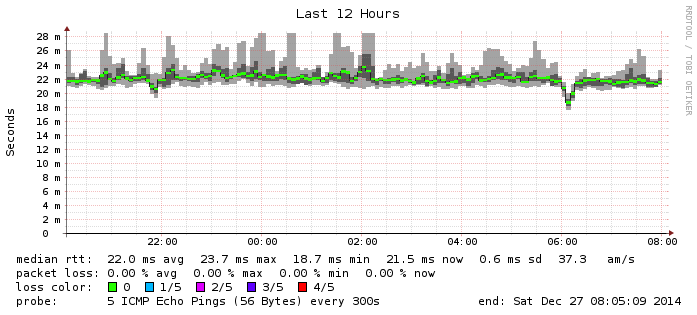 Last 12 Hours
RRDTOOL / TOBI OETIKER
Seconds
28 m
26 m
24 m
22 m
20 m
18 m
16 m
14 m
12 m
10 m
8 m
6 m
4 m
2 m
0
22:00 00:00 02:00 04:00 06:00 08:00
median rtt: 22.0 ms avg 23.7 ms max 18.7 ms min 21.5 ms now 0.6 ms sd 37.3 am/s
packet loss: 0.00 % avg 0.00 % max 0.00 % min 0.00 % now
loss color: 0 1/5 2/5 3/5 4/5
probe: 5 ICMP Echo Pings (56 Bytes) every 300s end: Sat Dec 27 08:05:09 2014